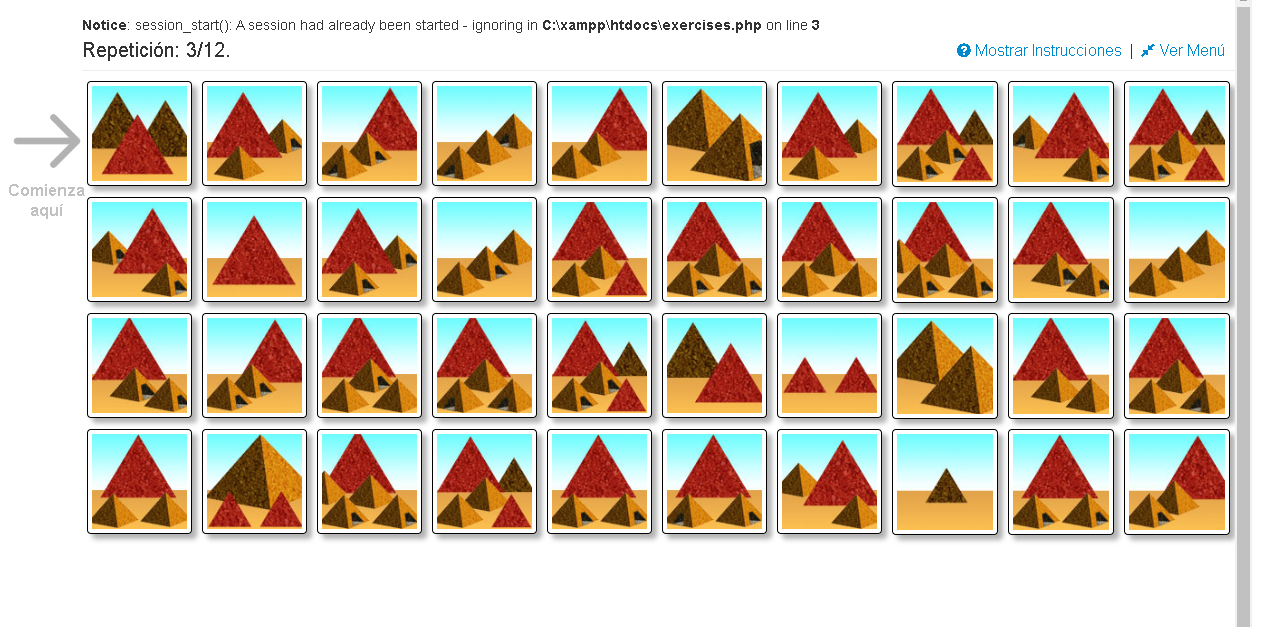 Notice: session_start(): A session had already been started - ignoring in C:\xampp\htdocs\exercises.php on line 3
Repetición: 3/12.
Mostrar Instrucciones | Ver Menú
Comienza
aquí